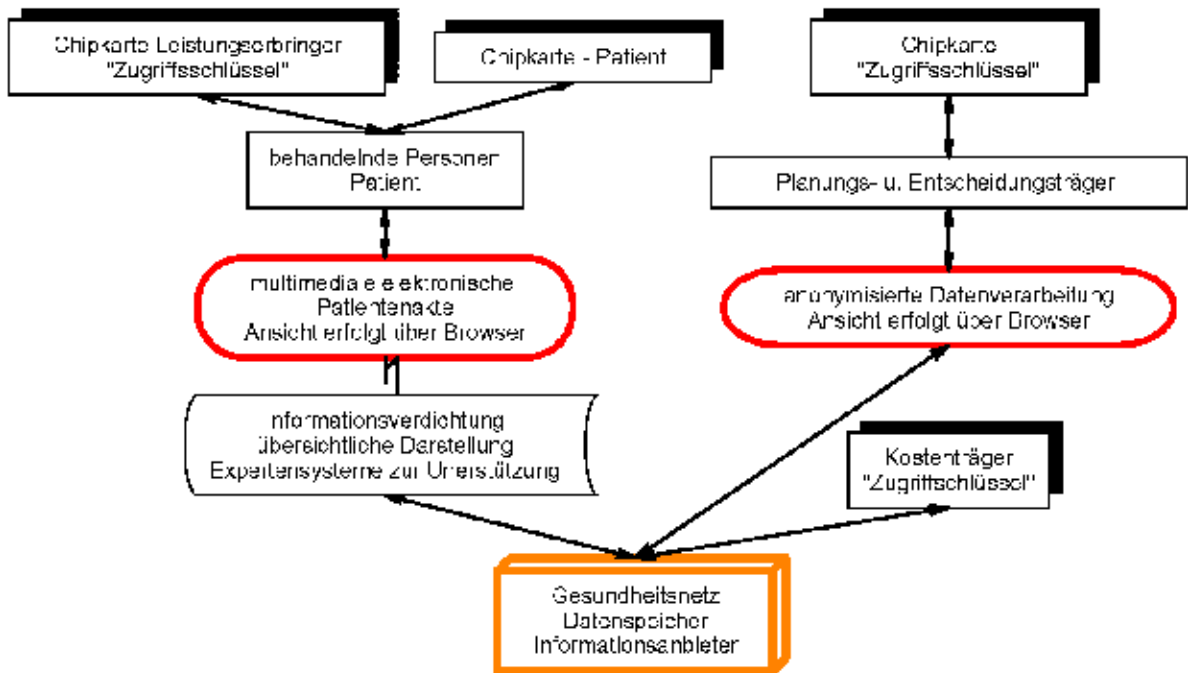 Chipkarte Leistungserbringer
"Zugriffsschlüssel"
Chipkarte - Patient
Chipkarte
"Zugriffsschlüssel"
behandelnde Personen
Patient
Planungs- u. Entscheidungsträger
multimediale elektronische
Patientenakte
Ansicht erfolgt über Browser
anonymisierte Datenverarbeitung
Ansicht erfolgt über Browser
Informationsverdichtung
übersichtliche Darstellung
Expertensysteme zur Unterstützung
Kostenträger
"Zugriffschlüssel"
Gesundheitsnetz
Datenspeicher
Informationsanbieter